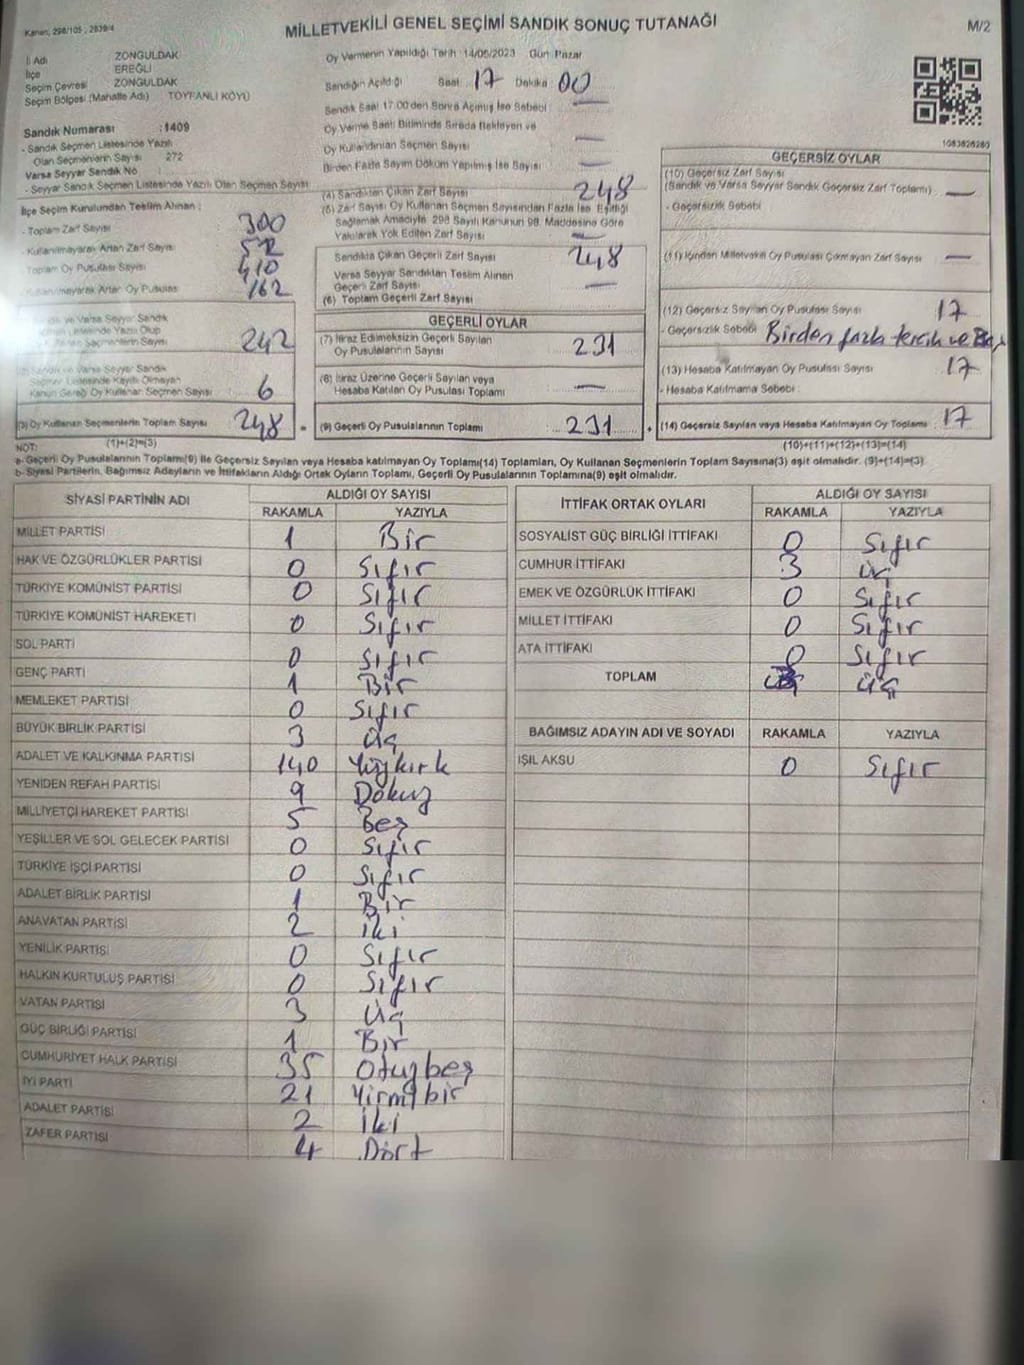 Kanun; 298/105 ; 2839/4
MİLLETVEKİLİ GENEL SEÇİMİ SANDIK SONUÇ TUTANAĞI
M/2
İl Adı ZONGULDAK
İlçe EREĞLİ
Seçim Çevresi ZONGULDAK
Seçim Bölgesi (Mahalle Adı) TOYFANLI KÖYÜ
Sandık Numarası :1409
- Sandık Seçmen Listesinde Yazılı
Olan Seçmenlerin Sayısı 272
Varsa Seyyar Sandık No :
- Seyyar Sandık Seçmen Listesinde Yazılı Olan Seçmen Sayısı
Oy Vermenin Yapıldığı Tarih :14/05/2023 Gün Pazar
Sandığın Açıldığı Saat 17 Dakika 00
Sandık Saat 17:00'den Sonra Açılmış İse Sebebi —
Oy Verme Saati Bitiminde Sırada Bekleyen ve
Oy Kullandırılan Seçmen Sayısı —
Birden Fazla Sayım Döküm Yapılmış İse Sayısı —
1083828280
İlçe Seçim Kurulundan Teslim Alınan :
- Toplam Zarf Sayısı 300
- Kullanılmayarak Artan Zarf Sayısı 52
Toplam Oy Pusulası Sayısı 410
- Kullanılmayarak Artan Oy Pusulası 162
(4) Sandıktan Çıkan Zarf Sayısı 248
(5) Zarf Sayısı Oy Kullanan Seçmen Sayısından Fazla İse, Eşitliği
Sağlamak Amacıyla 298 Sayılı Kanunun 98. Maddesine Göre
Yakılarak Yok Edilen Zarf Sayısı —
Sandıkta Çıkan Geçerli Zarf Sayısı 248
Varsa Seyyar Sandıktan Teslim Alınan
Geçerli Zarf Sayısı —
(6) Toplam Geçerli Zarf Sayısı
GEÇERSİZ OYLAR
(10) Geçersiz Zarf Sayısı
(Sandık ve Varsa Seyyar Sandık Geçersiz Zarf Toplamı) —
- Geçersizlik Sebebi
(11) İçinden Milletvekili Oy Pusulası Çıkmayan Zarf Sayısı —
(12) Geçersiz Sayılan Oy Pusulası Sayısı 17
- Geçersizlik Sebebi Birden fazla tercih ve
(13) Hesaba Katılmayan Oy Pusulası Sayısı 17
- Hesaba Katılmama Sebebi :
(14) Geçersiz Sayılan veya Hesaba Katılmayan Oy Toplamı : 17
(10)+(11)+(12)+(13)=(14)
ve Varsa Seyyar Sandık
Listesinde Yazılı Olup
Seçmenlerin Sayısı 242
Sandık ve Varsa Seyyar Sandık
Seçmen Listesinde Kayıtlı Olmayan
Kanun Gereği Oy Kullanan Seçmen Sayısı 6
(3) Oy Kullanan Seçmenlerin Toplam Sayısı 248 =
(1)+(2)=(3)
GEÇERLİ OYLAR
(7) İtiraz Edilmeksizin Geçerli Sayılan
Oy Pusulalarının Sayısı 231
(8) İtiraz Üzerine Geçerli Sayılan veya
Hesaba Katılan Oy Pusulası Toplamı —
(9) Geçerli Oy Pusulalarının Toplamı 231 +
NOT:
a- Geçerli Oy Pusulalarının Toplamı(9) ile Geçersiz Sayılan veya Hesaba katılmayan Oy Toplamı(14) Toplamları, Oy Kullanan Seçmenlerin Toplam Sayısına(3) eşit olmalıdır. (9)+(14)=(3)
b- Siyasi Partilerin, Bağımsız Adayların ve İttifakların Aldığı Ortak Oyların Toplamı, Geçerli Oy Pusulalarının Toplamına(9) eşit olmalıdır.
SİYASİ PARTİNİN ADI
ALDIĞI OY SAYISI
RAKAMLA YAZIYLA
MİLLET PARTİSİ 1 Bir
HAK VE ÖZGÜRLÜKLER PARTİSİ 0 Sıfır
TÜRKİYE KOMÜNİST PARTİSİ 0 Sıfır
TÜRKİYE KOMÜNİST HAREKETİ 0 Sıfır
SOL PARTİ 0 Sıfır
GENÇ PARTİ 1 Bir
MEMLEKET PARTİSİ 0 Sıfır
BÜYÜK BİRLİK PARTİSİ 3 Üç
ADALET VE KALKINMA PARTİSİ 140 Yüzkırk
YENİDEN REFAH PARTİSİ 9 Dokuz
MİLLİYETÇİ HAREKET PARTİSİ 5 Beş
YEŞİLLER VE SOL GELECEK PARTİSİ 0 Sıfır
TÜRKİYE İŞÇİ PARTİSİ 0 Sıfır
ADALET BİRLİK PARTİSİ 1 Bir
ANAVATAN PARTİSİ 2 İki
YENİLİK PARTİSİ 0 Sıfır
HALKIN KURTULUŞ PARTİSİ 0 Sıfır
VATAN PARTİSİ 3 Üç
GÜÇ BİRLİĞİ PARTİSİ 1 Bir
CUMHURİYET HALK PARTİSİ 35 Otuzbeş
İYİ PARTİ 21 Yirmibir
ADALET PARTİSİ 2 İki
ZAFER PARTİSİ 4 Dört
İTTİFAK ORTAK OYLARI
ALDIĞI OY SAYISI
RAKAMLA YAZIYLA
SOSYALİST GÜÇ BİRLİĞİ İTTİFAKI 0 Sıfır
CUMHUR İTTİFAKI 3 Üç
EMEK VE ÖZGÜRLÜK İTTİFAKI 0 Sıfır
MİLLET İTTİFAKI 0 Sıfır
ATA İTTİFAKI 0 Sıfır
TOPLAM Üç
BAĞIMSIZ ADAYIN ADI VE SOYADI RAKAMLA YAZIYLA
IŞIL AKSU 0 Sıfır